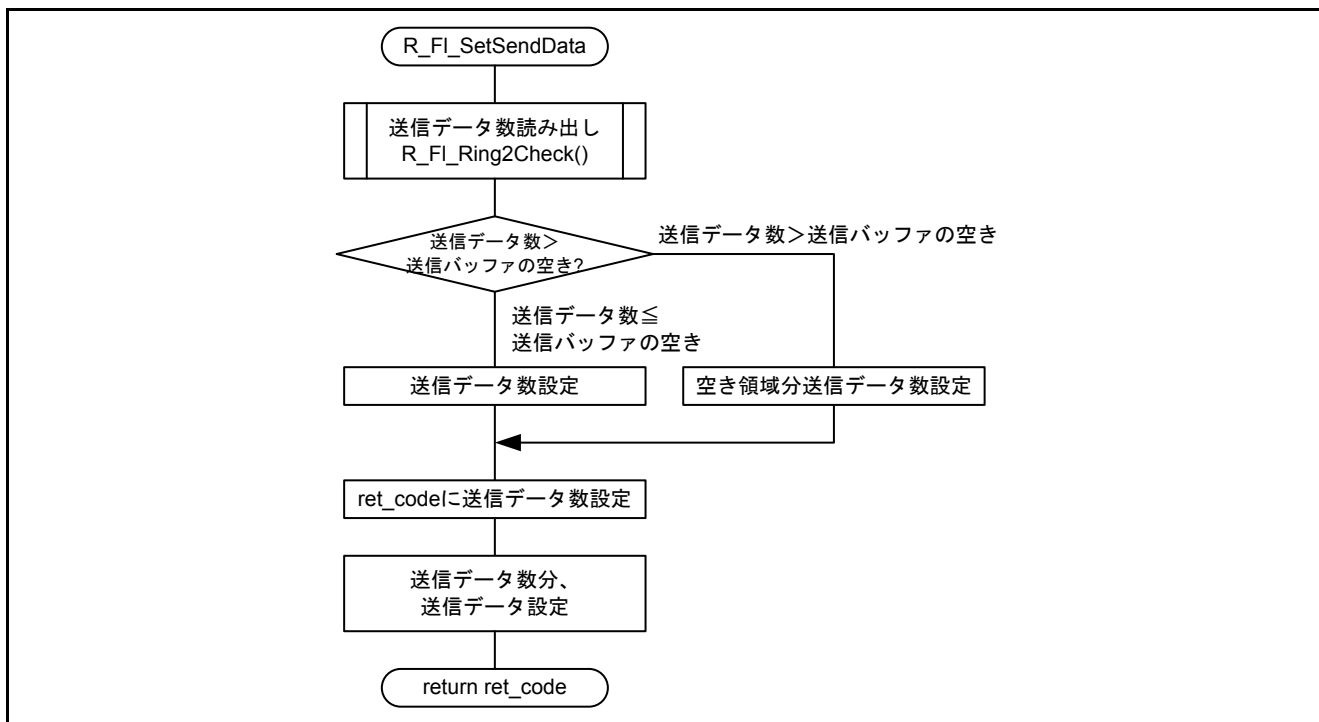 R_Fl_SetSendData
送信データ数読み出し
R_Fl_Ring2Check()
送信データ数＞
送信バッファの空き?
送信データ数＞送信バッファの空き
送信データ数≦
送信バッファの空き
送信データ数設定
空き領域分送信データ数設定
ret_codeに送信データ数設定
送信データ数分、
送信データ設定
return ret_code